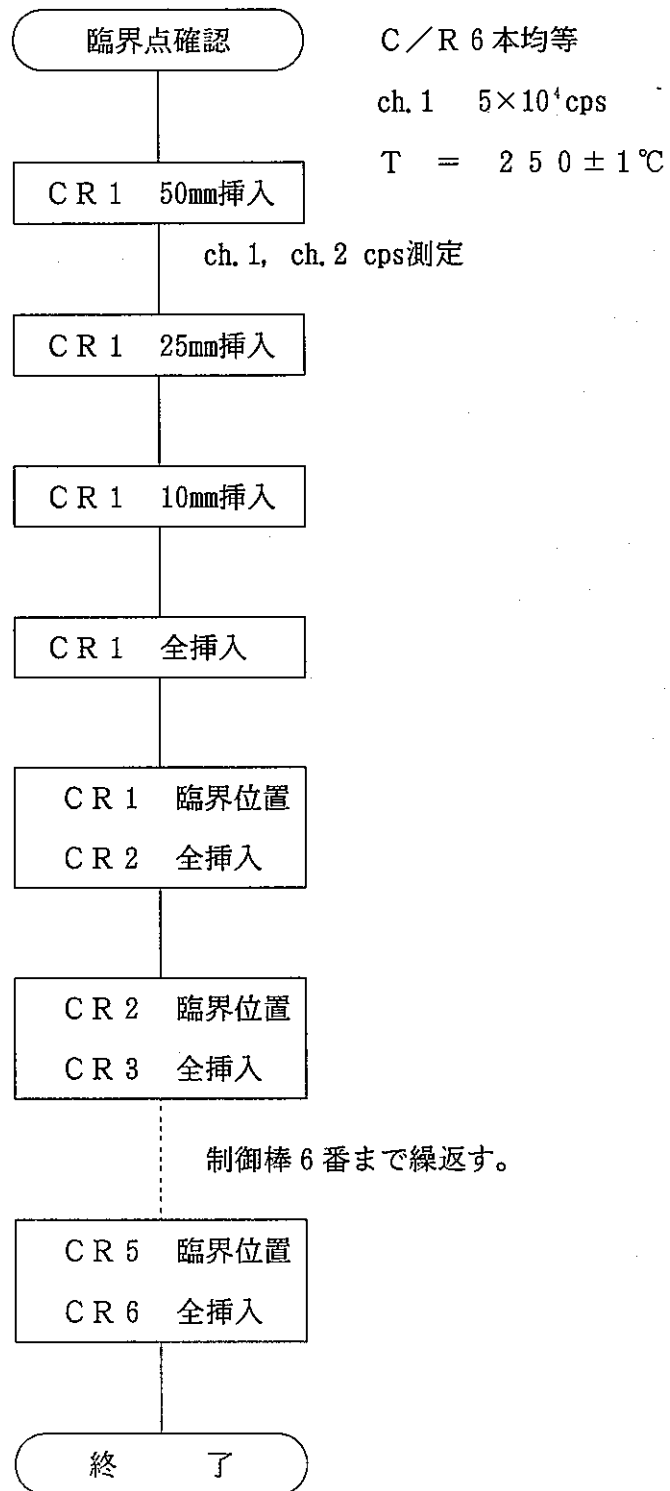 臨界点確認
C/R6本均等
ch.1 5×10⁴cps
T = 250±1℃
CR1 50mm挿入
ch.1, ch.2 cps測定
CR1 25mm挿入
CR1 10mm挿入
CR1 全挿入
CR1 臨界位置
CR2 全挿入
CR2 臨界位置
CR3 全挿入
制御棒6番まで繰返す。
CR5 臨界位置
CR6 全挿入
終 了